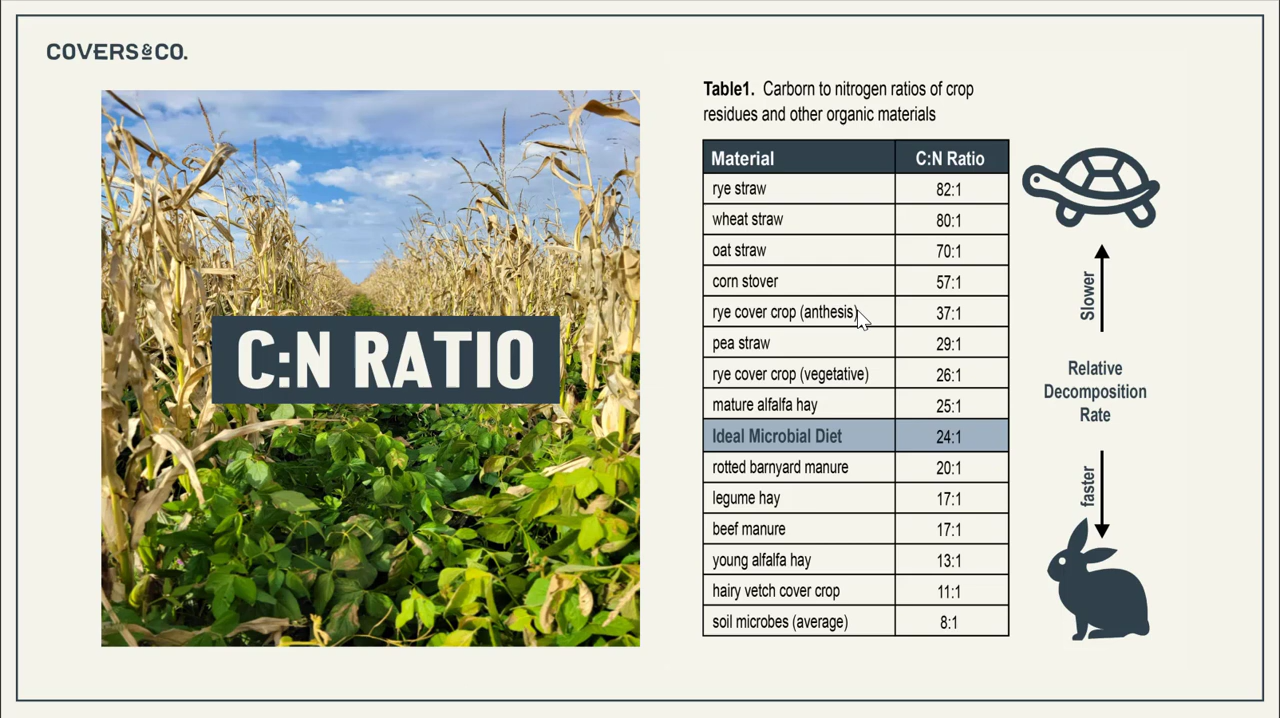 COVERS&CO.
C:N RATIO
Table1. Carborn to nitrogen ratios of crop
residues and other organic materials
Material C:N Ratio
rye straw 82:1
wheat straw 80:1
oat straw 70:1
corn stover 57:1
rye cover crop (anthesis) 37:1
pea straw 29:1
rye cover crop (vegetative) 26:1
mature alfalfa hay 25:1
Ideal Microbial Diet 24:1
rotted barnyard manure 20:1
legume hay 17:1
beef manure 17:1
young alfalfa hay 13:1
hairy vetch cover crop 11:1
soil microbes (average) 8:1
Slower
Relative
Decomposition
Rate
faster